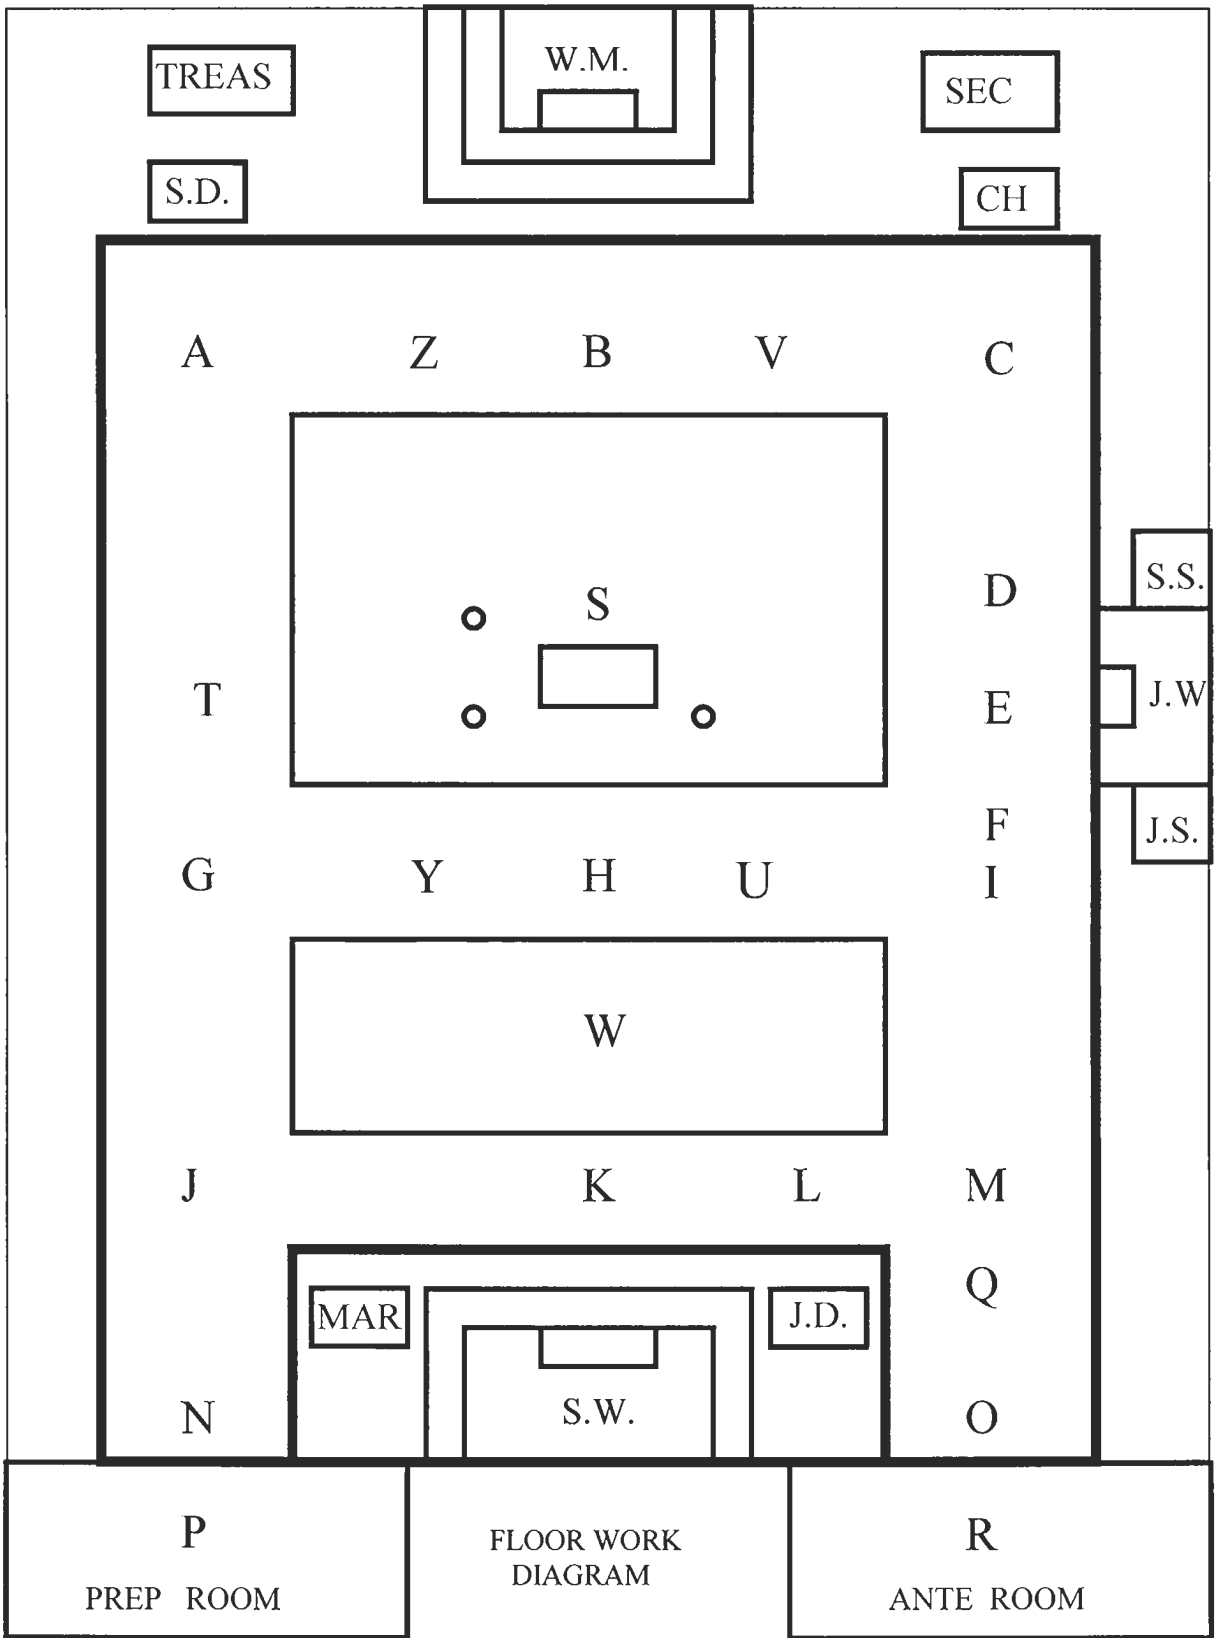 W.M.
TREAS
SEC
S.D.
CH
A Z B V C
S.S.
D
S
J.W
T
E
F
J.S.
G Y H U I
W
J K L M
Q
MAR
J.D.
S.W.
N
O
P
R
FLOOR WORK
DIAGRAM
PREP ROOM
ANTE ROOM